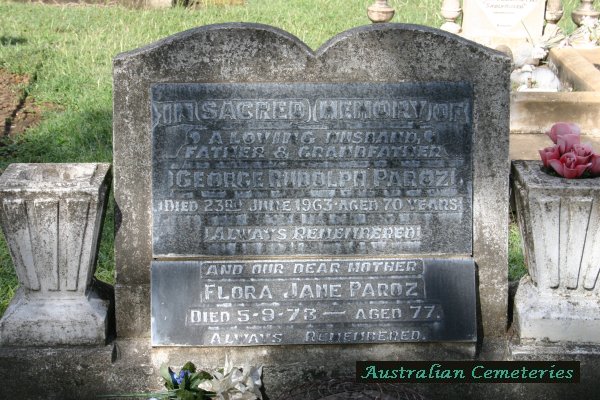 IN SACRED MEMORY OF
A LOVING HUSBAND,
FATHER & GRANDFATHER
GEORGE RUDOLPH PAROZ
DIED 23RD JUNE 1963 AGED 70 YEARS
ALWAYS REMEMBERED
AND OUR DEAR MOTHER
FLORA JANE PAROZ
DIED 5-9-73 — AGED 77.
ALWAYS REMEMBERED.
Australian Cemeteries